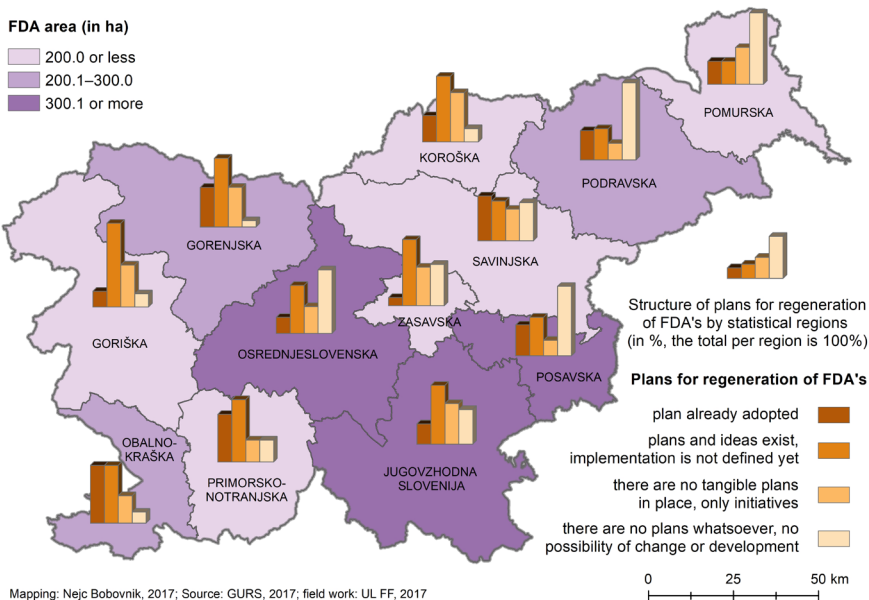 FDA area (in ha)
200.0 or less
200.1–300.0
300.1 or more
POMURSKA
KOROŠKA
PODRAVSKA
GORENJSKA
SAVINJSKA
GORIŠKA
ZASAVSKA
OSREDNJESLOVENSKA
POSAVSKA
OBALNO-
KRAŠKA
PRIMORSKO-
NOTRANJSKA
JUGOVZHODNA
SLOVENIJA
Structure of plans for regeneration
of FDA's by statistical regions
(in %, the total per region is 100%)
Plans for regeneration of FDA's
plan already adopted
plans and ideas exist,
implementation is not defined yet
there are no tangible plans
in place, only initiatives
there are no plans whatsoever, no
possibility of change or development
0 25 50 km
Mapping: Nejc Bobovnik, 2017; Source: GURS, 2017; field work: UL FF, 2017